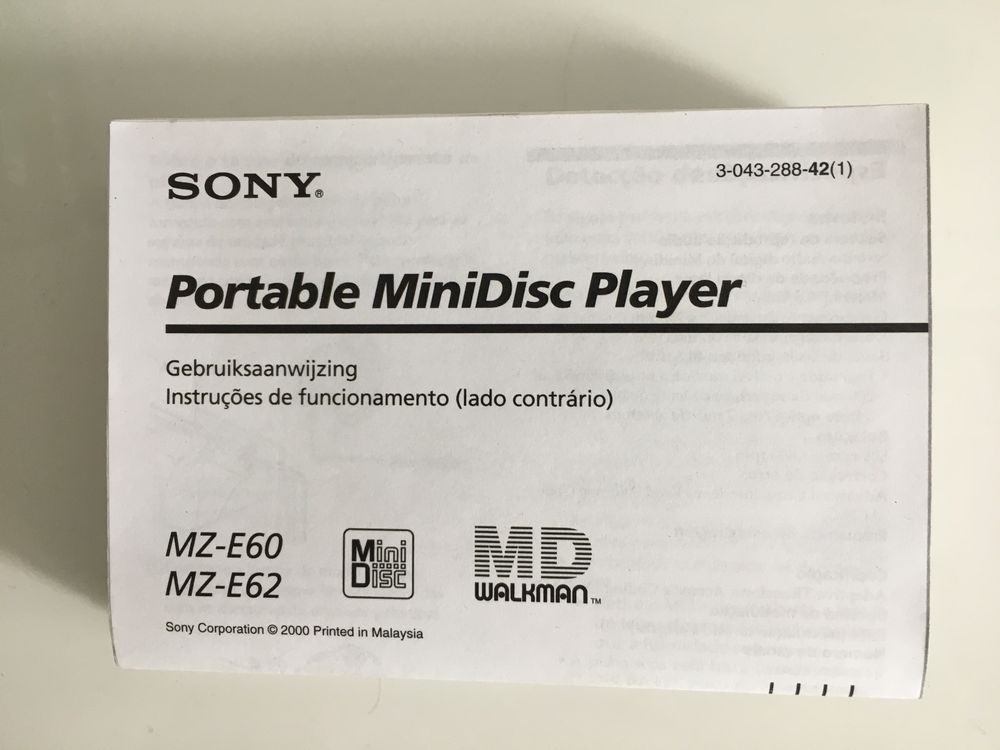 SONY®
3-043-288-42(1)
Portable MiniDisc Player
Gebruiksaanwijzing
Instruções de funcionamento (lado contrário)
MZ-E60
MZ-E62
Mini
Disc
MD
WALKMAN™
Sony Corporation © 2000 Printed in Malaysia